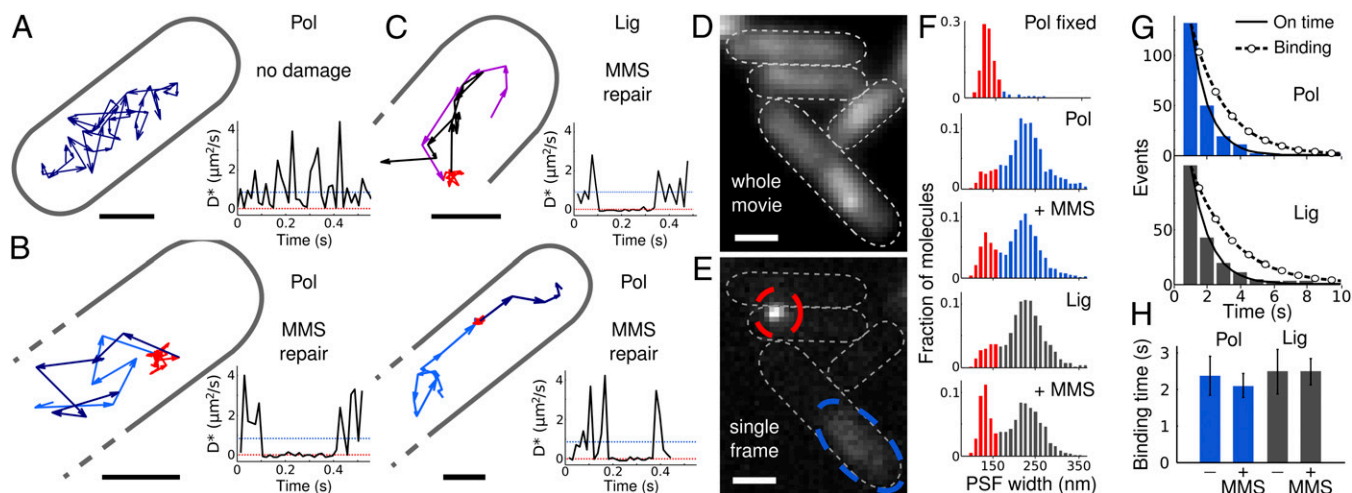 A
Pol
no damage
D* (µm²/s)
4
2
0
0
0.2
0.4
Time (s)
C
Lig
MMS
repair
D* (µm²/s)
4
2
0
0
0.2
0.4
Time (s)
B
Pol
MMS
repair
D* (µm²/s)
4
2
0
0
0.2
0.4
Time (s)
Pol
MMS
repair
D* (µm²/s)
4
2
0
0
0.2
0.4
Time (s)
D
whole
movie
E
single
frame
F
Fraction of molecules
0.3
Pol fixed
0
0.1
Pol
0
0.1
+ MMS
0
0.1
Lig
0
0.1
+ MMS
0
150
250
350
PSF width (nm)
G
On time
Binding
Events
100
50
0
Pol
50
0
Lig
0 2 4 6 8 10
Time (s)
H
Pol
Lig
Binding time (s)
3
2
1
0
– + – +
MMS MMS